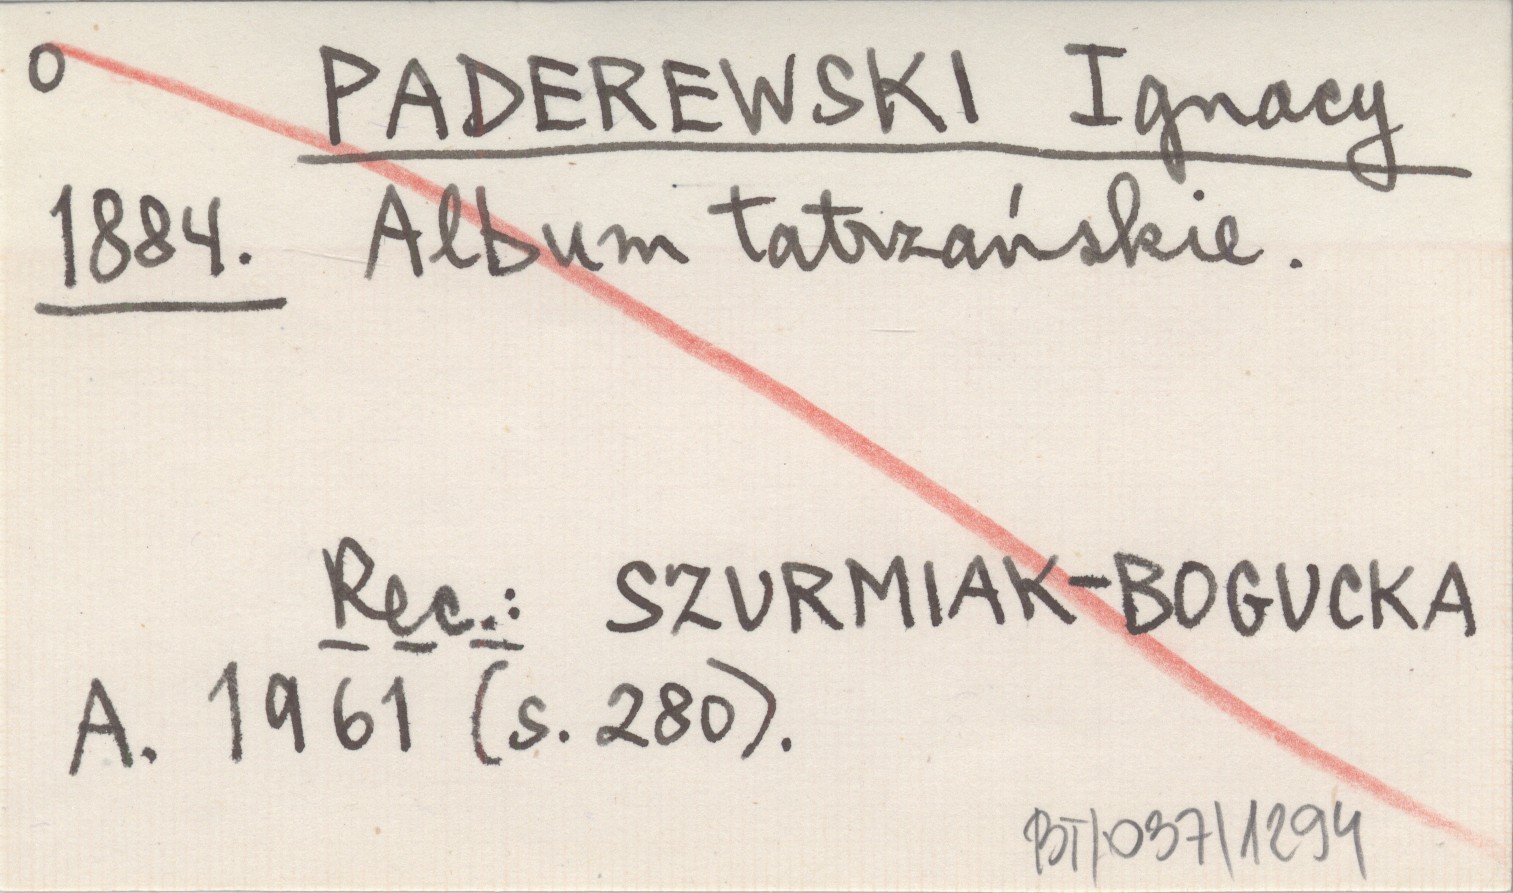 o PADEREWSKI Ignacy
1884. Album tatrzańskie.
Rec.: SZURMIAK-BOGUCKA
A. 1961 (s. 280).
BT/037/1294